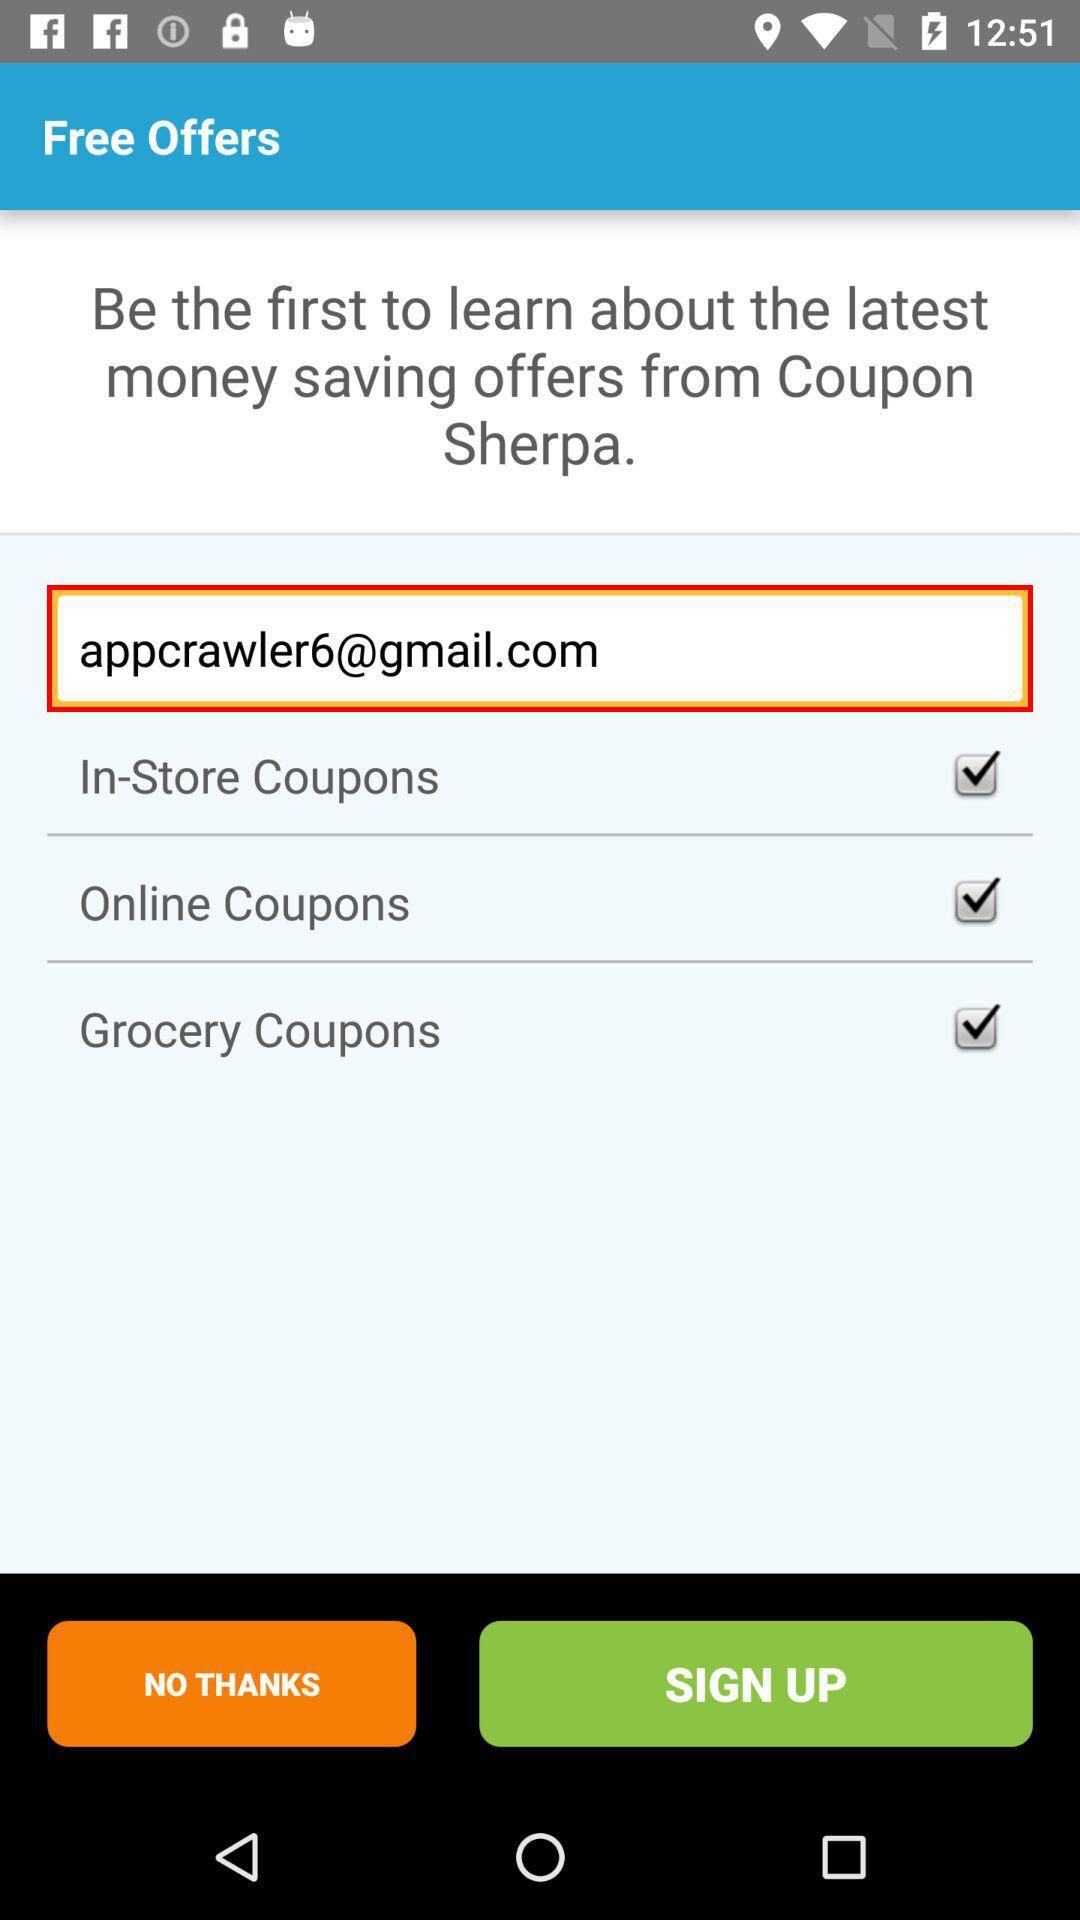 12:51
Free Offers
Be the first to learn about the latest
money saving offers from Coupon
Sherpa.
appcrawler6@gmail.com
In-Store Coupons
Online Coupons
Grocery Coupons
NO THANKS
SIGN UP